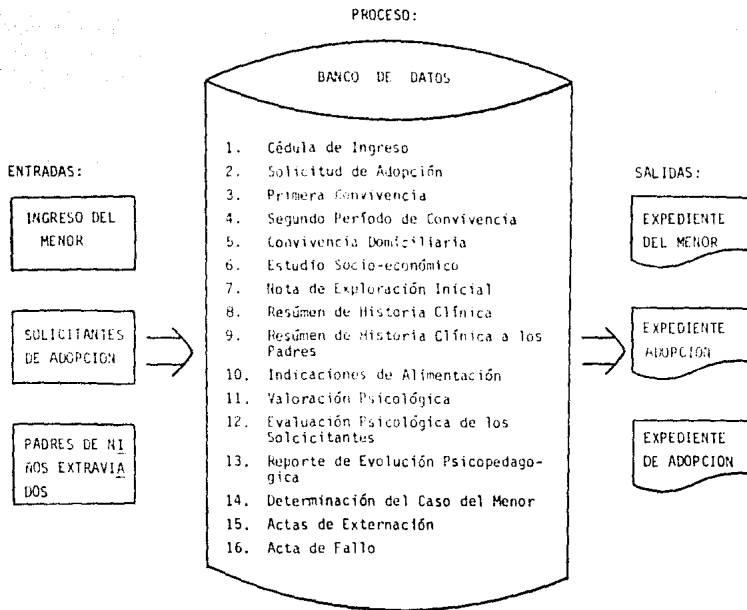 PROCESO:
BANCO DE DATOS
ENTRADAS:
INGRESO DEL
MENOR
SOLICITANTES
DE ADOPCION
PADRES DE NI
ÑOS EXTRAVIA
DOS
1. Cédula de Ingreso
2. Solicitud de Adopción
3. Primera Convivencia
4. Segundo Período de Convivencia
5. Convivencia Domiciliaria
6. Estudio Socio-económico
7. Nota de Exploración Inicial
8. Resúmen de Historia Clínica
9. Resúmen de Historia Clínica a los
Padres
10. Indicaciones de Alimentación
11. Valoración Psicológica
12. Evaluación Psicológica de los
Solcicitantes
13. Reporte de Evolución Psicopedago-
gica
14. Determinación del Caso del Menor
15. Actas de Externación
16. Acta de Fallo
SALIDAS:
EXPEDIENTE
DEL MENOR
EXPEDIENTE
ADOPCION
EXPEDIENTE
DE ADOPCION